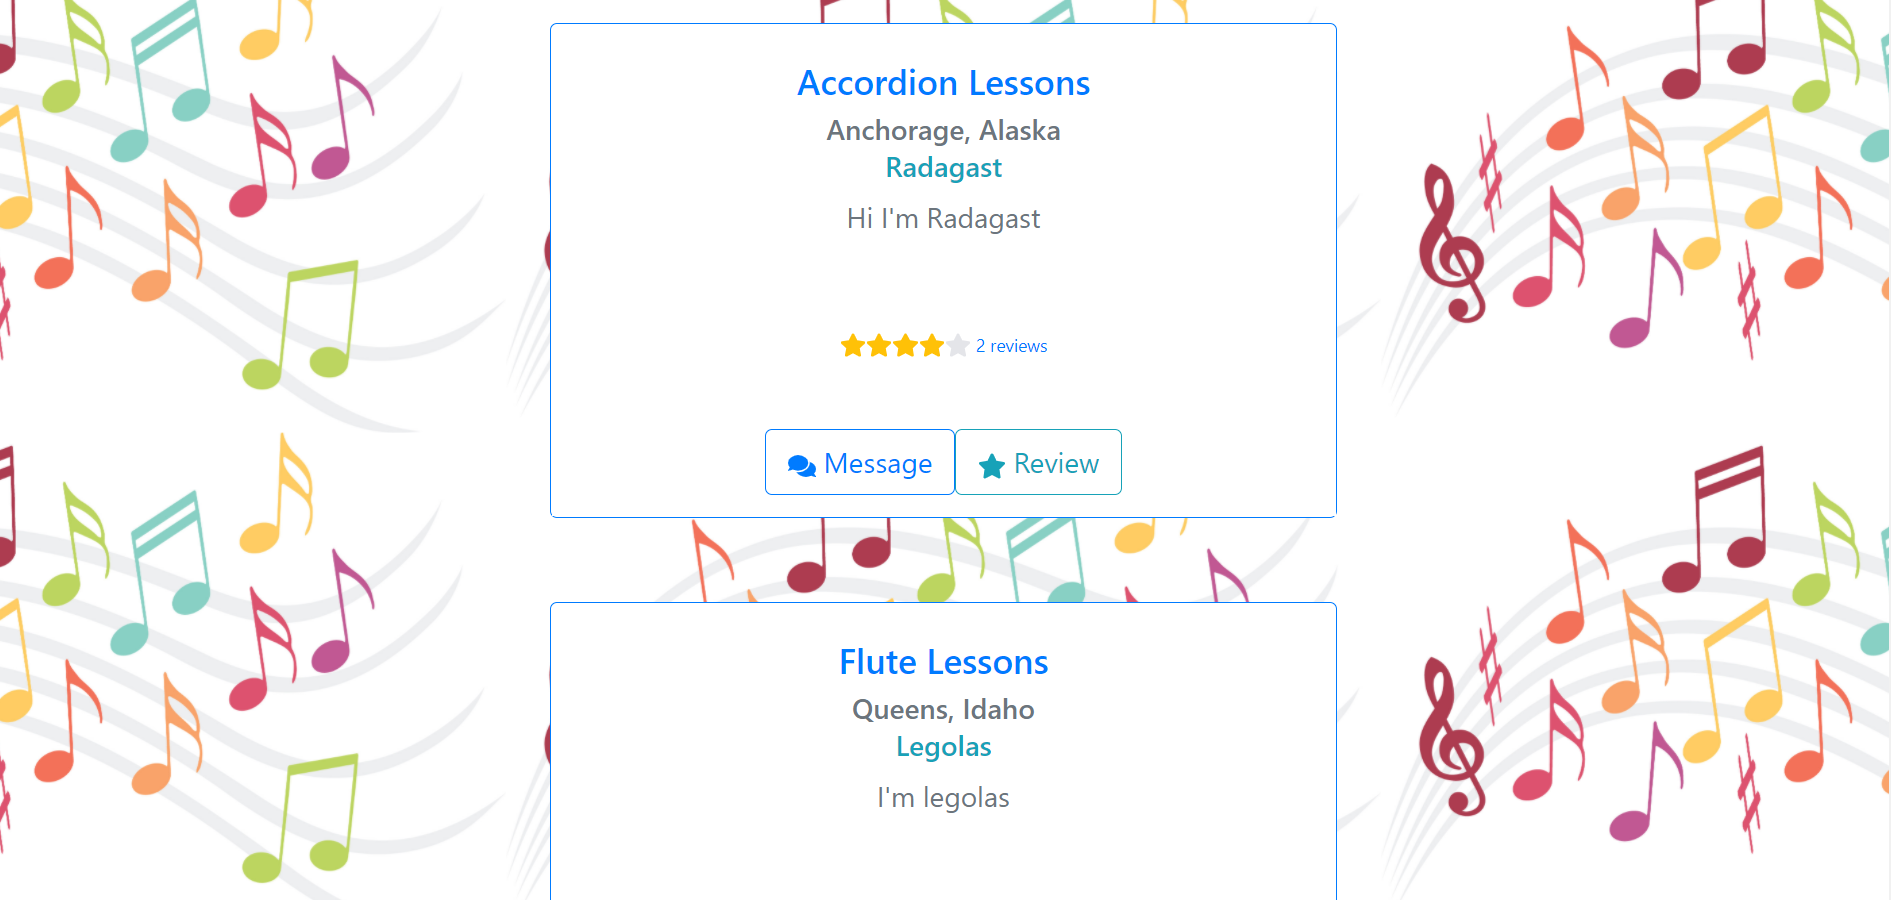 Accordion Lessons
Anchorage, Alaska
Radagast
Hi I'm Radagast
2 reviews
Message Review
Flute Lessons
Queens, Idaho
Legolas
I'm legolas